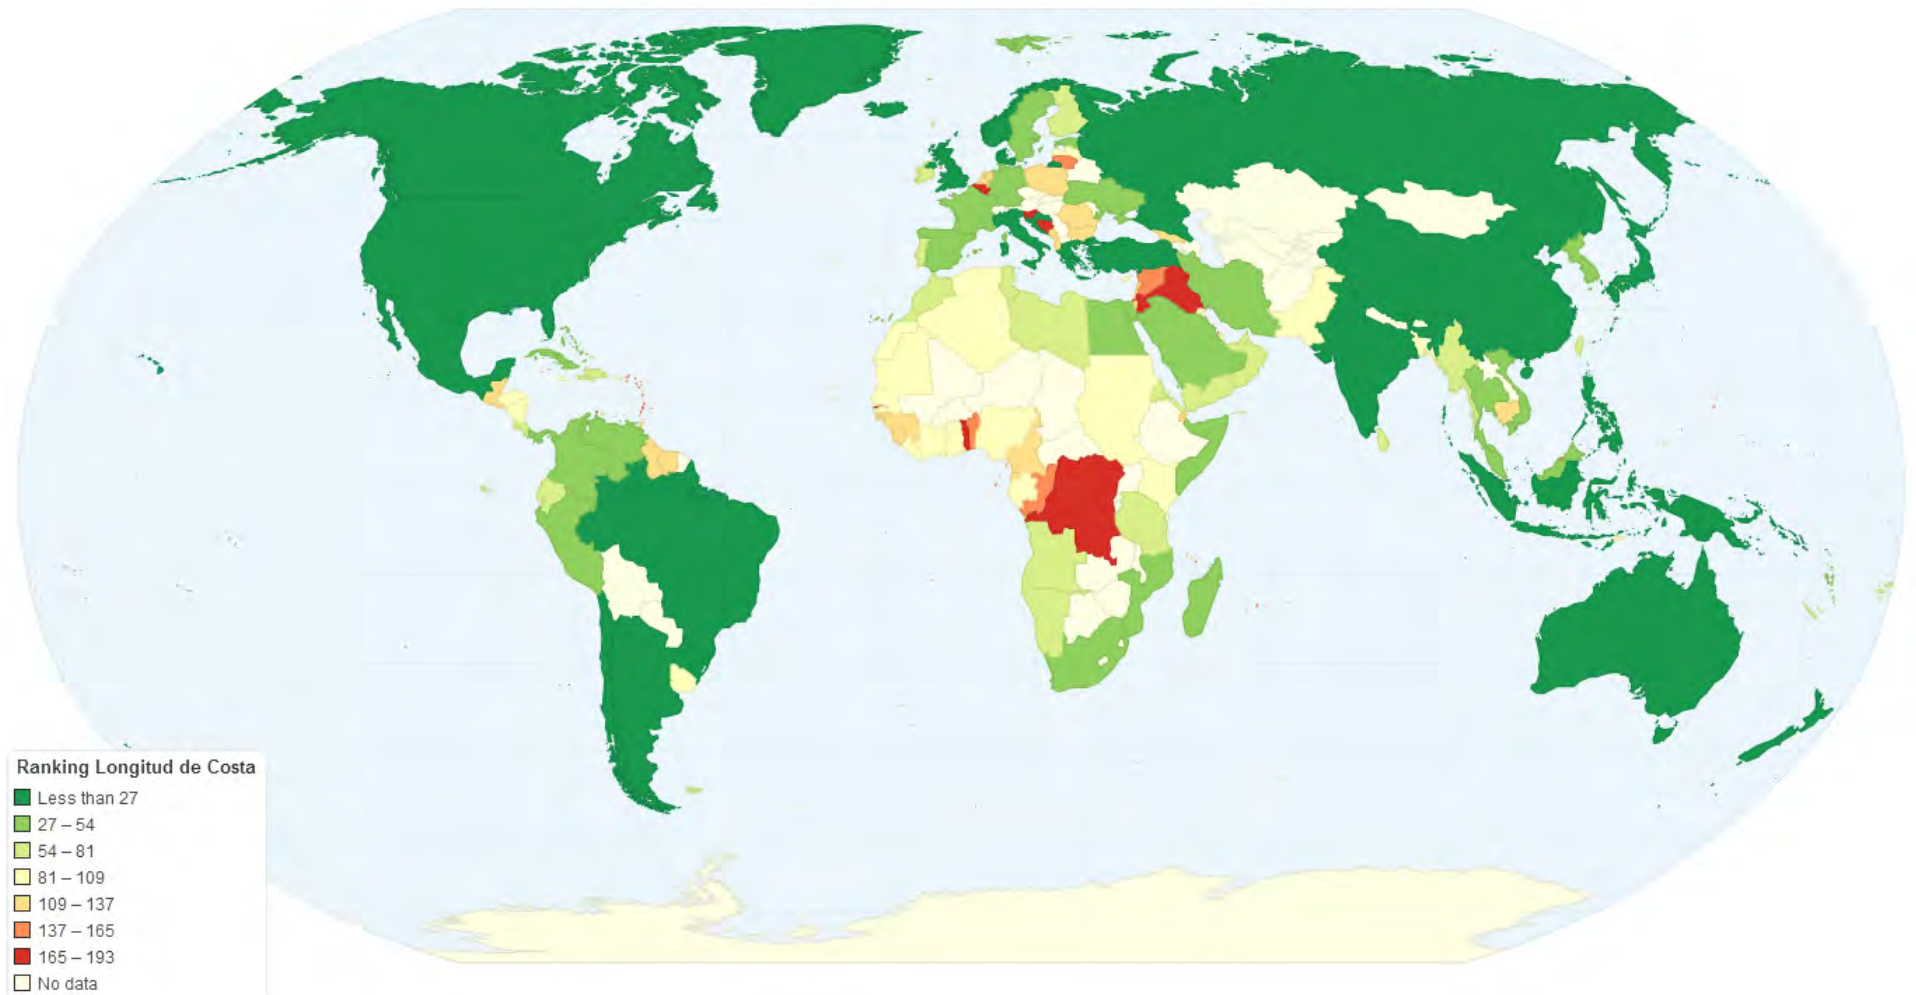 Ranking Longitud de Costa
Less than 27
27 – 54
54 – 81
81 – 109
109 – 137
137 – 165
165 – 193
No data